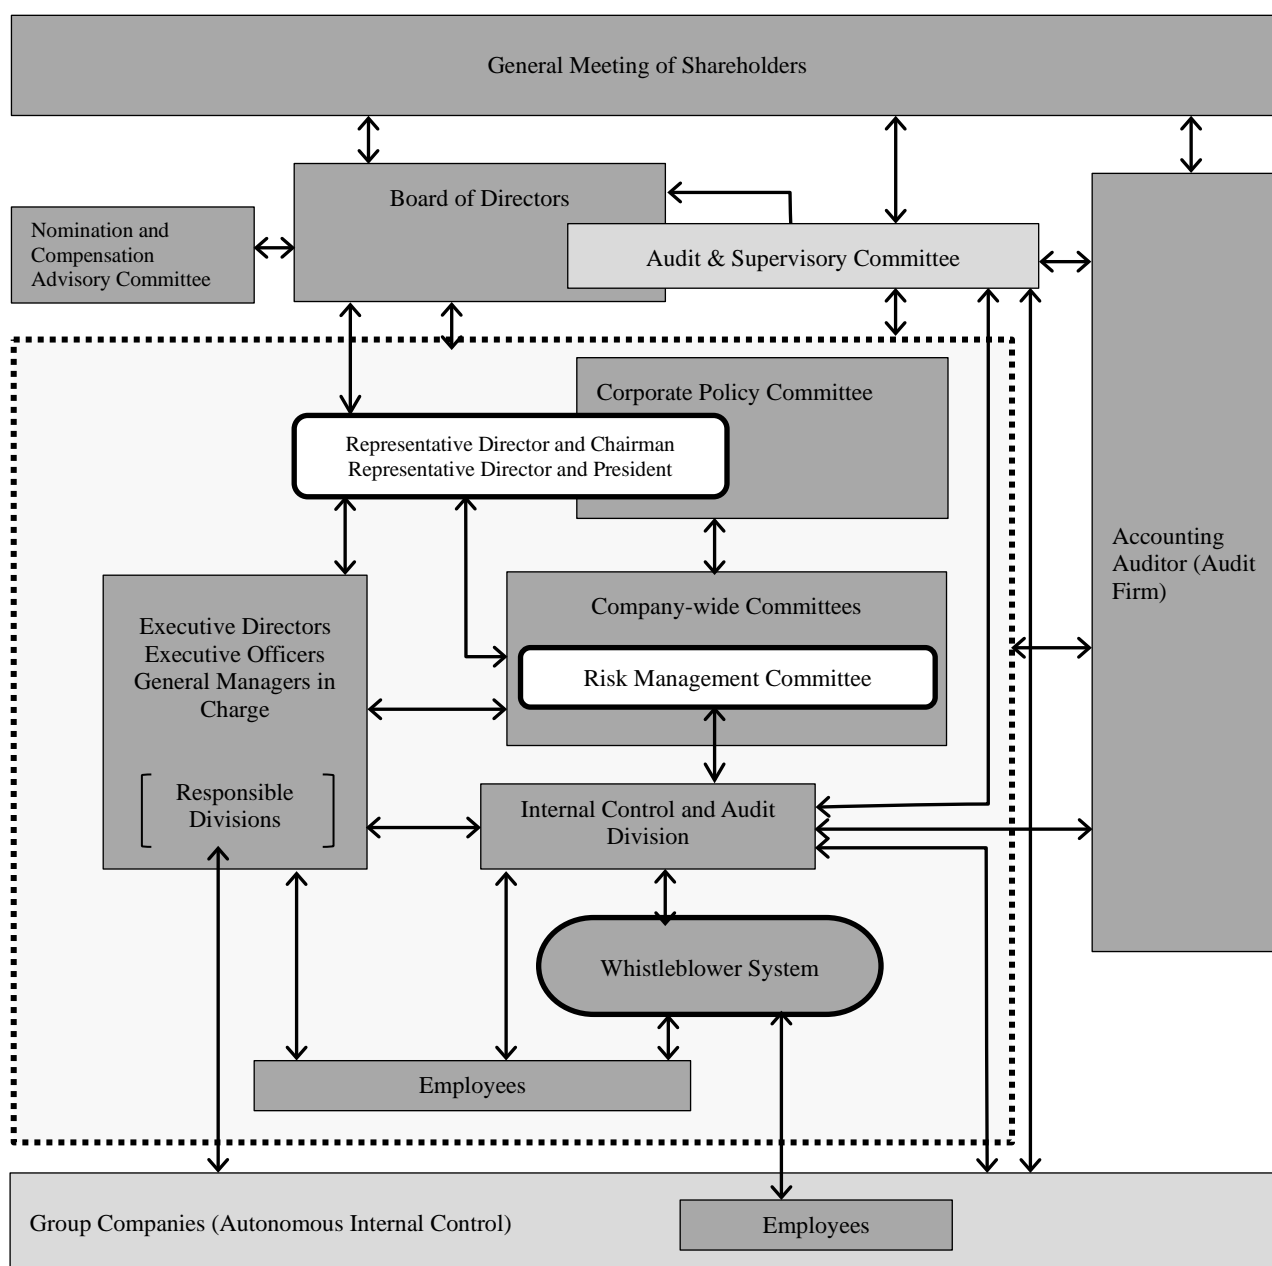 General Meeting of Shareholders
Board of Directors
Nomination and
Compensation
Advisory Committee
Audit & Supervisory Committee
Corporate Policy Committee
Representative Director and Chairman
Representative Director and President
Accounting
Auditor (Audit
Firm)
Company-wide Committees
Executive Directors
Executive Officers
General Managers in
Charge
Risk Management Committee
Responsible
Divisions
Internal Control and Audit
Division
Whistleblower System
Employees
Group Companies (Autonomous Internal Control)
Employees